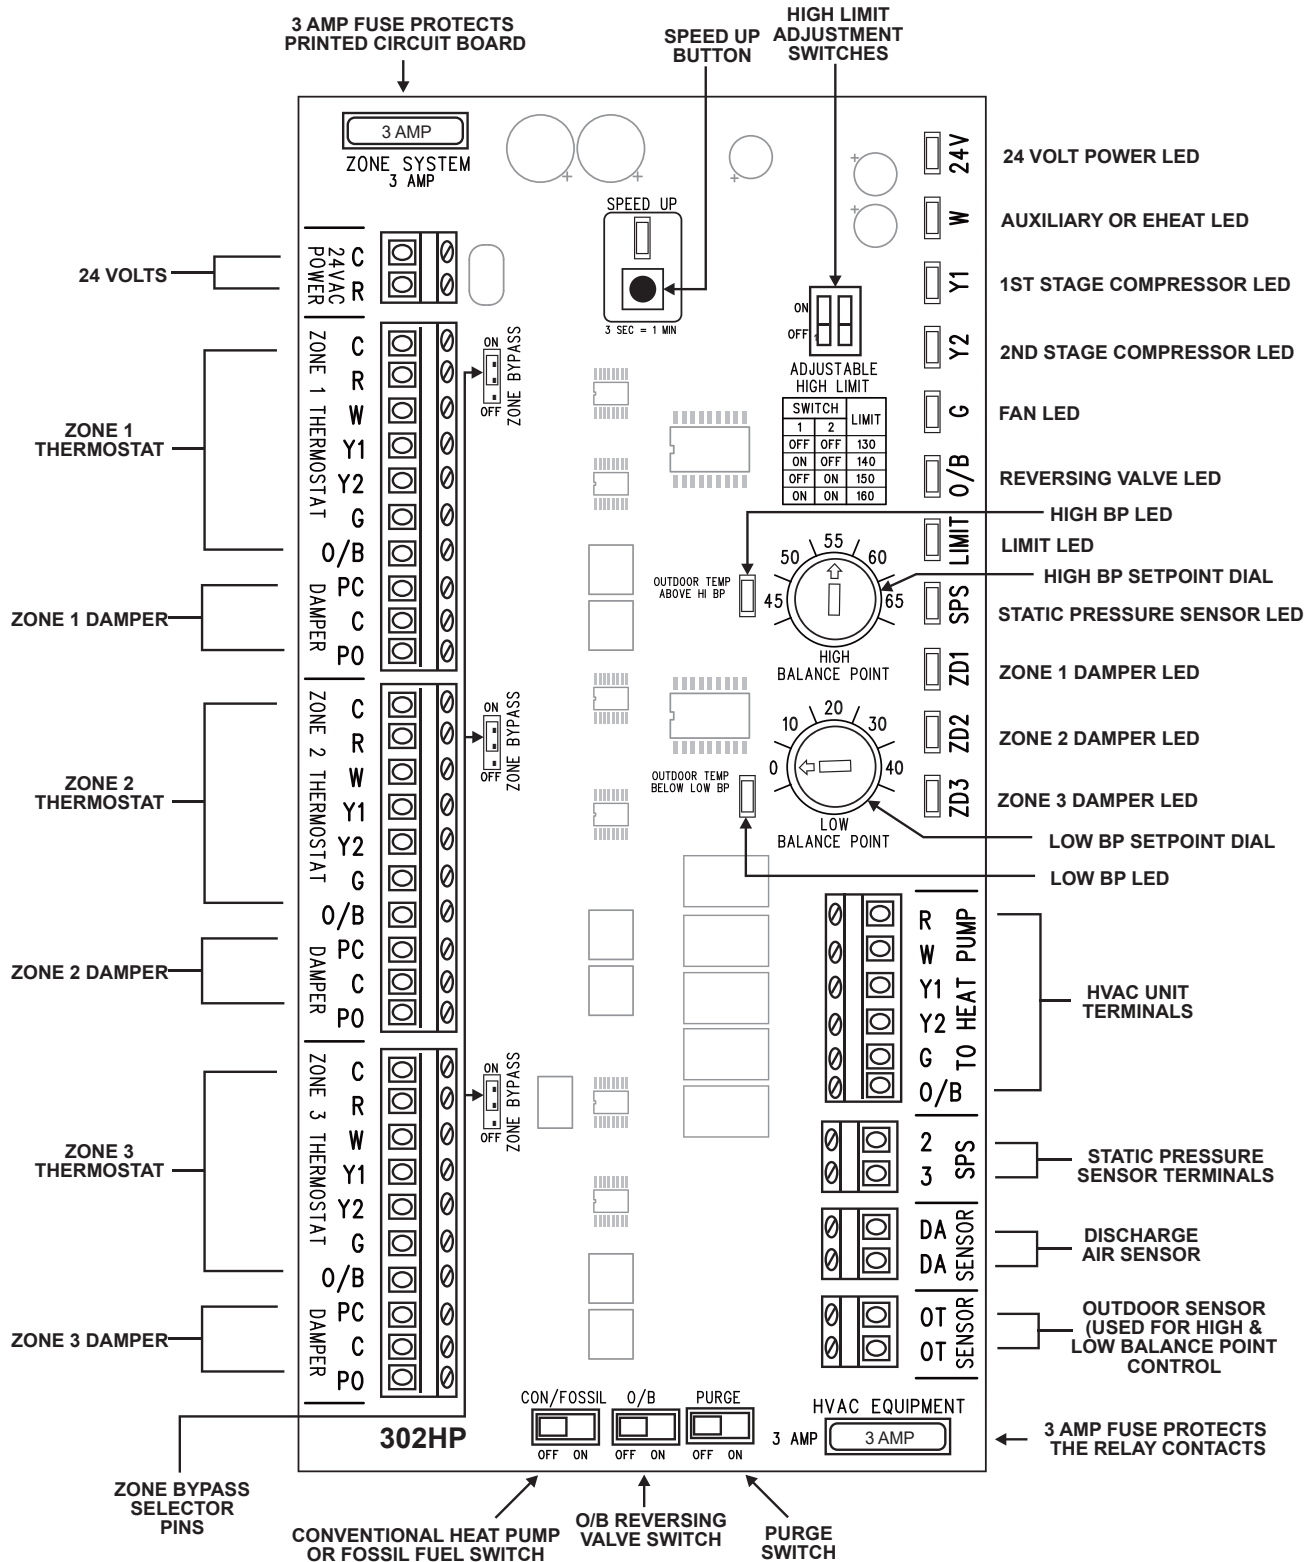 3 AMP FUSE PROTECTS
PRINTED CIRCUIT BOARD
SPEED UP
BUTTON
HIGH LIMIT
ADJUSTMENT
SWITCHES
3 AMP
ZONE SYSTEM
3 AMP
SPEED UP
3 SEC = 1 MIN
24 VOLTS
24VAC
POWER
C
R
ZONE 1
THERMOSTAT
ZONE 1 THERMOSTAT
C
R
W
Y1
Y2
G
O/B
ON
OFF
ZONE BYPASS
ZONE 1 DAMPER
DAMPER
PC
C
PO
ZONE 2
THERMOSTAT
ZONE 2 THERMOSTAT
C
R
W
Y1
Y2
G
O/B
ON
OFF
ZONE BYPASS
ZONE 2 DAMPER
DAMPER
PC
C
PO
ZONE 3
THERMOSTAT
ZONE 3 THERMOSTAT
C
R
W
Y1
Y2
G
O/B
ON
OFF
ZONE BYPASS
ZONE 3 DAMPER
DAMPER
PC
C
PO
ON
OFF
ADJUSTABLE
HIGH LIMIT
SWITCH LIMIT
1 2
OFF OFF 130
ON OFF 140
OFF ON 150
ON ON 160
24V
24 VOLT POWER LED
W
AUXILIARY OR EHEAT LED
Y1
1ST STAGE COMPRESSOR LED
Y2
2ND STAGE COMPRESSOR LED
G
FAN LED
O/B
REVERSING VALVE LED
HIGH BP LED
LIMIT
LIMIT LED
HIGH BP SETPOINT DIAL
SPS
STATIC PRESSURE SENSOR LED
ZD1
ZONE 1 DAMPER LED
ZD2
ZONE 2 DAMPER LED
ZD3
ZONE 3 DAMPER LED
LOW BP SETPOINT DIAL
LOW BP LED
OUTDOOR TEMP
ABOVE HI BP
45
50
55
60
65
HIGH
BALANCE POINT
OUTDOOR TEMP
BELOW LOW BP
0
10
20
30
40
LOW
BALANCE POINT
R
W
Y1
Y2
G
O/B
TO HEAT PUMP
HVAC UNIT
TERMINALS
2
3
SPS
STATIC PRESSURE
SENSOR TERMINALS
DA
DA
SENSOR
DISCHARGE
AIR SENSOR
OT
OT
SENSOR
OUTDOOR SENSOR
(USED FOR HIGH &
LOW BALANCE POINT
CONTROL
302HP
CON/FOSSIL
OFF ON
O/B
OFF ON
PURGE
OFF ON
HVAC EQUIPMENT
3 AMP
3 AMP
3 AMP FUSE PROTECTS
THE RELAY CONTACTS
ZONE BYPASS
SELECTOR
PINS
CONVENTIONAL HEAT PUMP
OR FOSSIL FUEL SWITCH
O/B REVERSING
VALVE SWITCH
PURGE
SWITCH